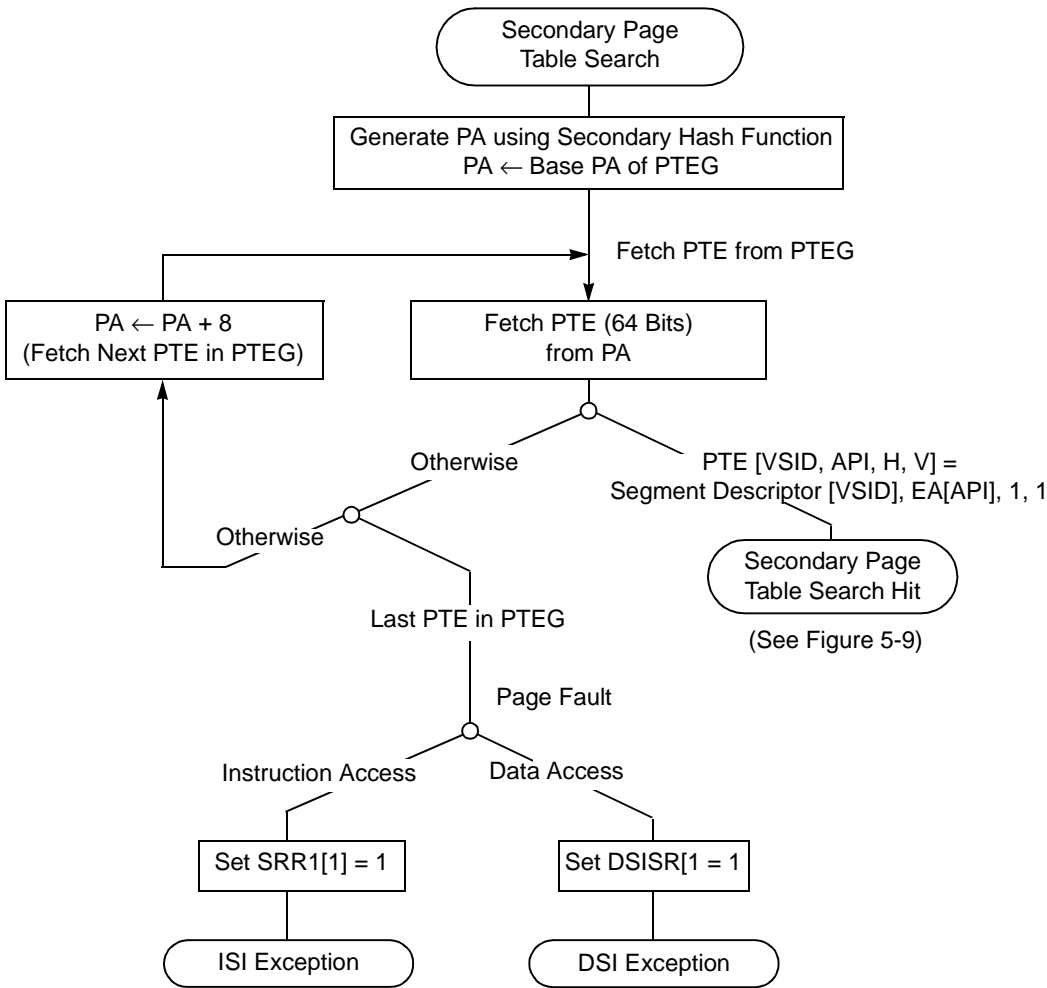 Secondary Page
Table Search
Generate PA using Secondary Hash Function
PA ← Base PA of PTEG
Fetch PTE from PTEG
PA ← PA + 8
(Fetch Next PTE in PTEG)
Fetch PTE (64 Bits)
from PA
Otherwise
PTE [VSID, API, H, V] =
Segment Descriptor [VSID], EA[API], 1, 1
Otherwise
Secondary Page
Table Search Hit
(See Figure 5-9)
Last PTE in PTEG
Page Fault
Instruction Access
Data Access
Set SRR1[1] = 1
Set DSISR[1 = 1
ISI Exception
DSI Exception